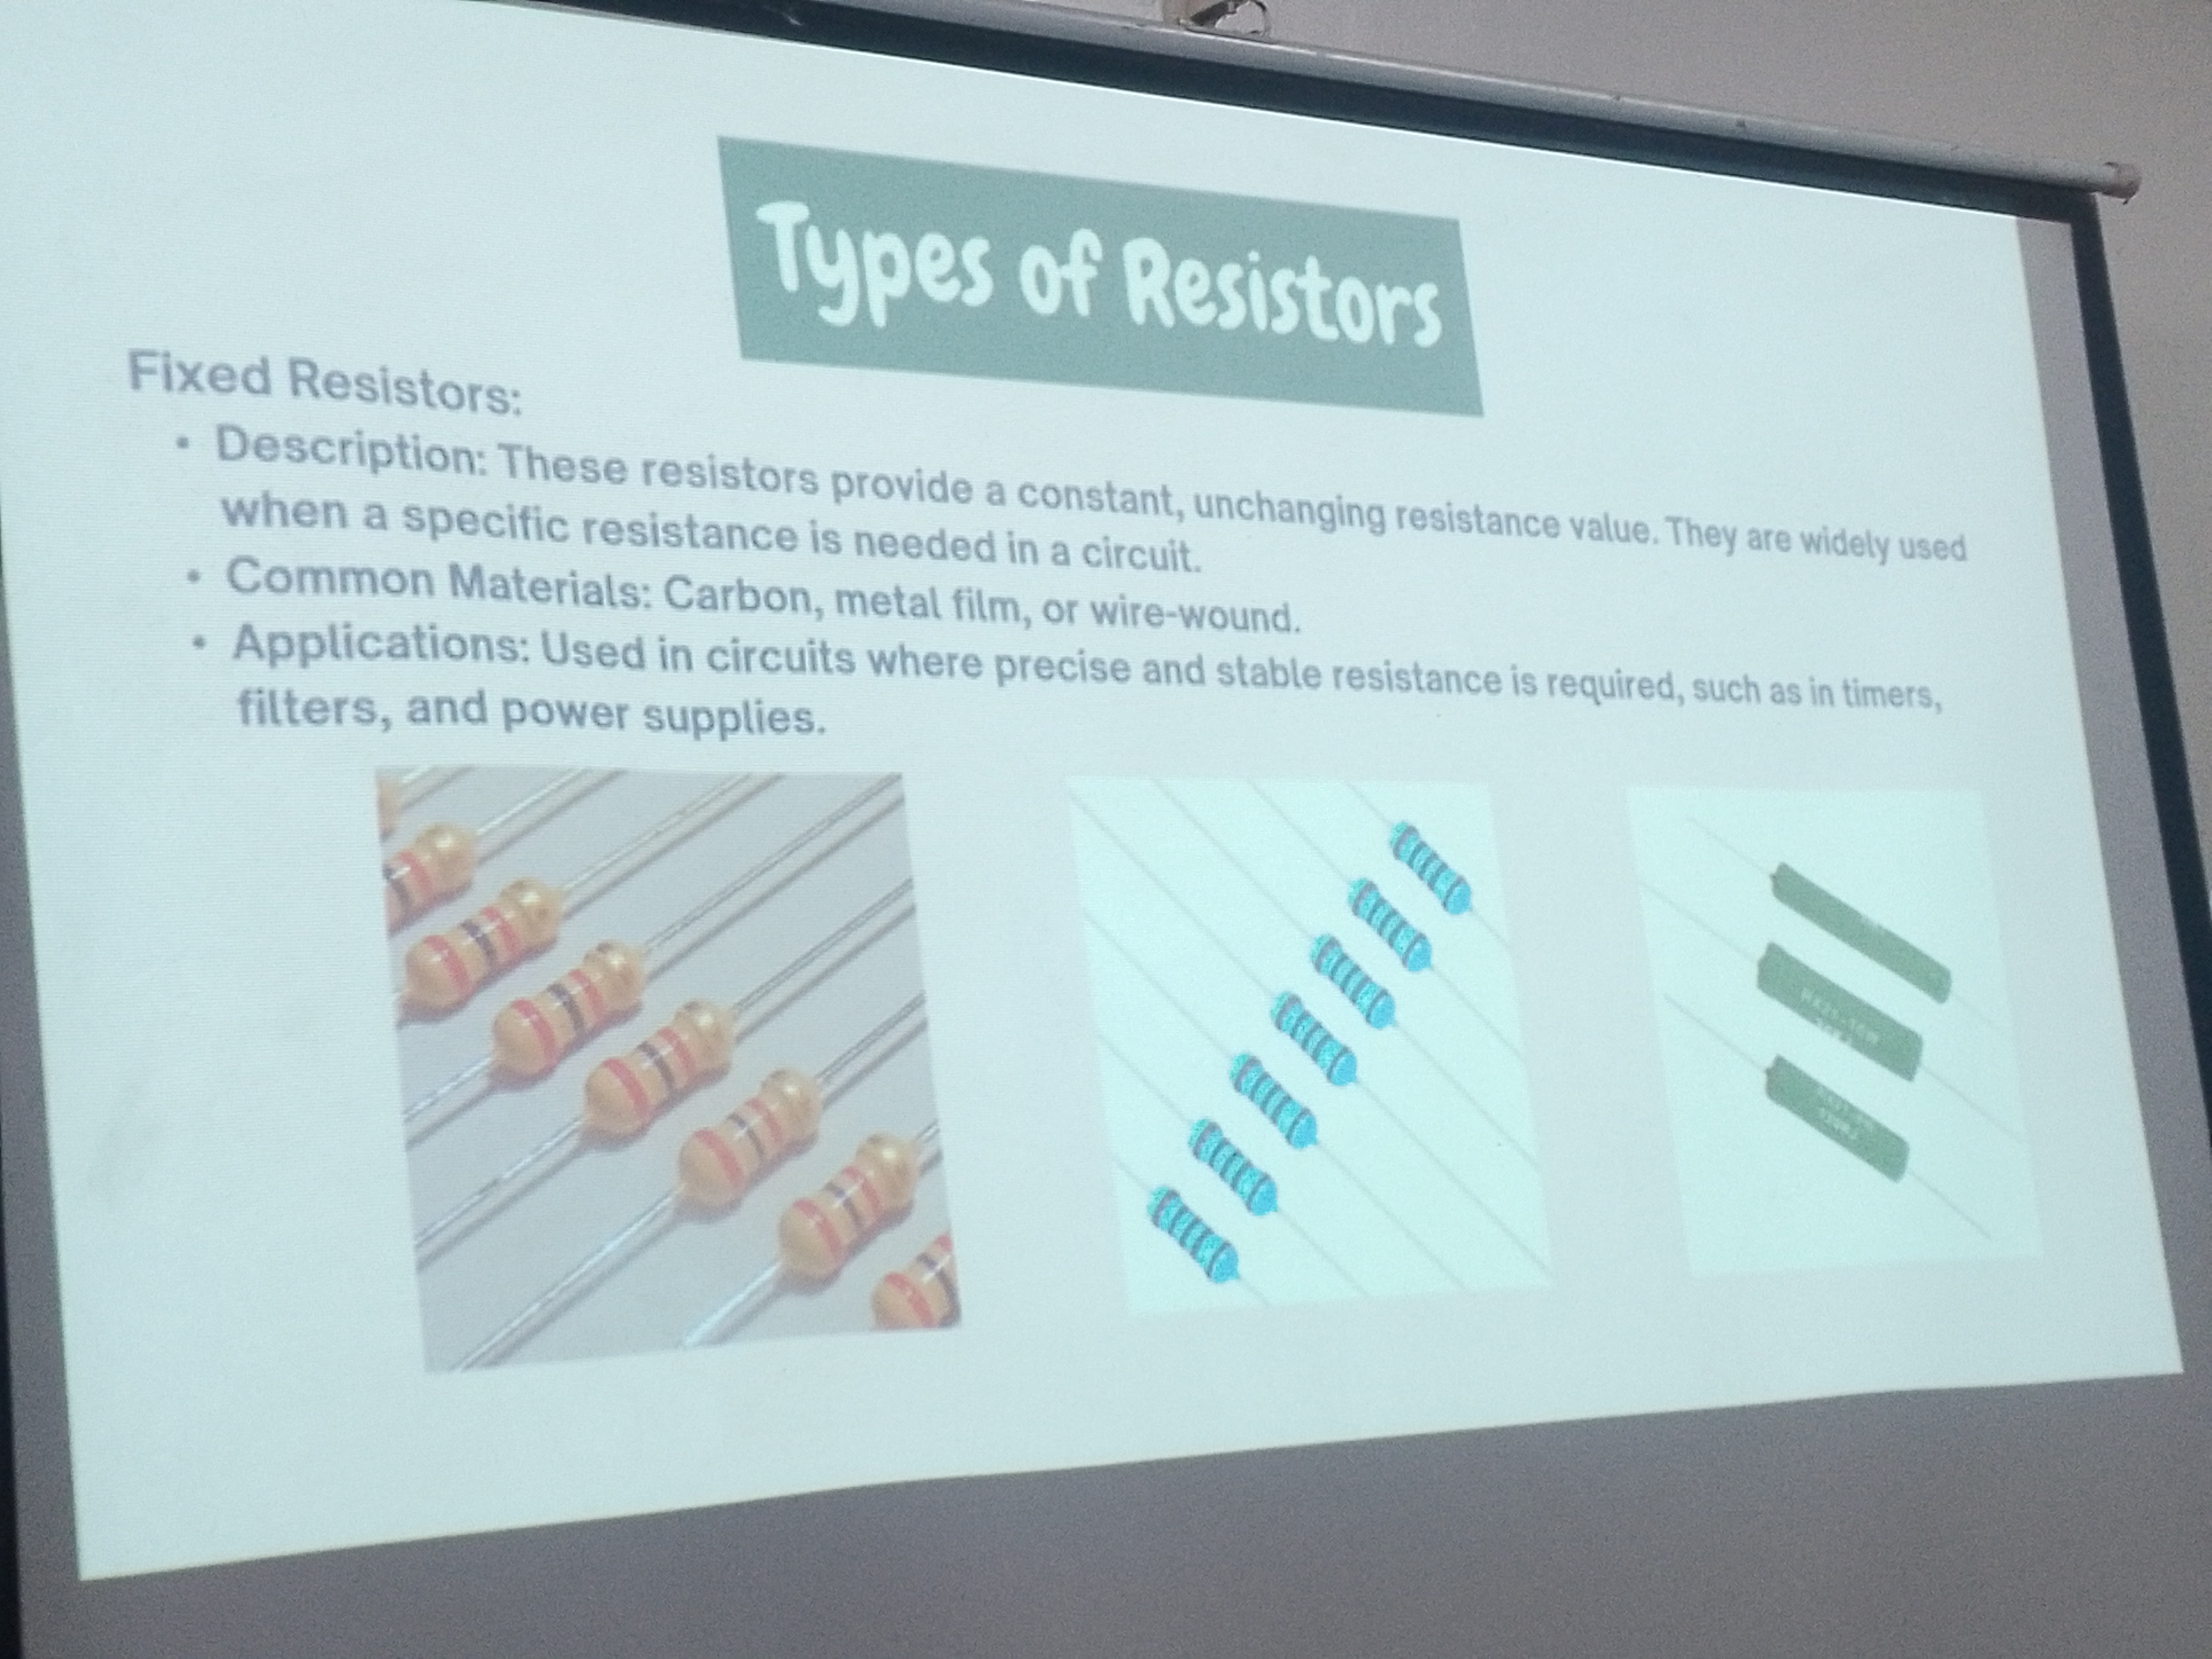 Types of Resistors
Fixed Resistors:
• Description: These resistors provide a constant, unchanging resistance value. They are widely used
when a specific resistance is needed in a circuit.
• Common Materials: Carbon, metal film, or wire-wound.
• Applications: Used in circuits where precise and stable resistance is required, such as in timers,
filters, and power supplies.